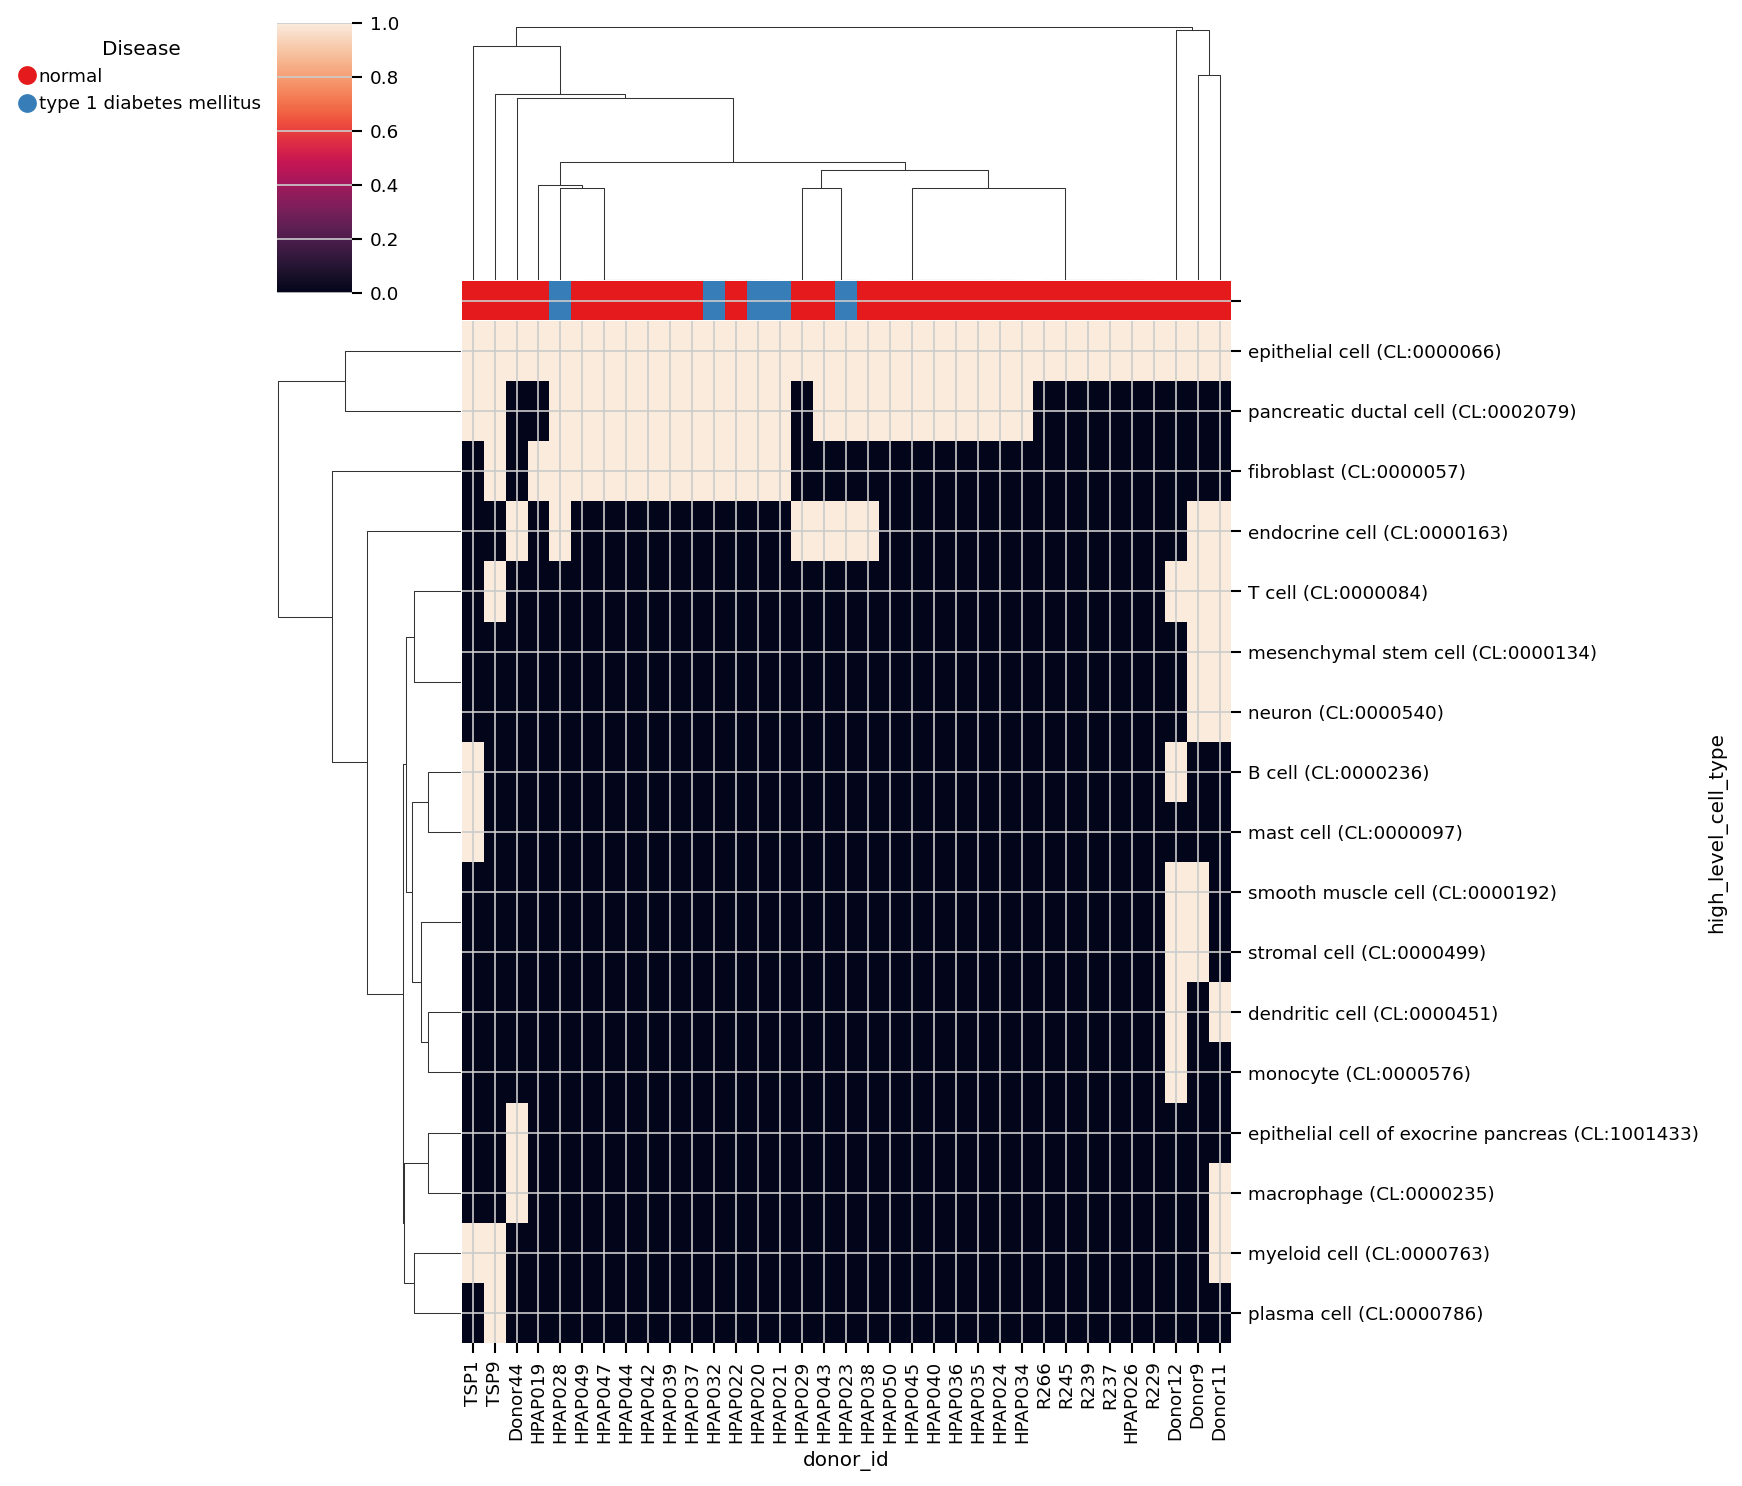 Disease
normal
type 1 diabetes mellitus
1.0
0.8
0.6
0.4
0.2
0.0
epithelial cell (CL:0000066)
pancreatic ductal cell (CL:0002079)
fibroblast (CL:0000057)
endocrine cell (CL:0000163)
T cell (CL:0000084)
mesenchymal stem cell (CL:0000134)
neuron (CL:0000540)
B cell (CL:0000236)
mast cell (CL:0000097)
smooth muscle cell (CL:0000192)
stromal cell (CL:0000499)
dendritic cell (CL:0000451)
monocyte (CL:0000576)
epithelial cell of exocrine pancreas (CL:1001433)
macrophage (CL:0000235)
myeloid cell (CL:0000763)
plasma cell (CL:0000786)
high_level_cell_type
TSP1
TSP9
Donor44
HPAP019
HPAP028
HPAP049
HPAP047
HPAP044
HPAP042
HPAP039
HPAP037
HPAP032
HPAP022
HPAP020
HPAP021
HPAP029
HPAP043
HPAP023
HPAP038
HPAP050
HPAP045
HPAP040
HPAP036
HPAP035
HPAP024
HPAP034
R266
R245
R239
R237
HPAP026
R229
Donor12
Donor9
Donor11
donor_id